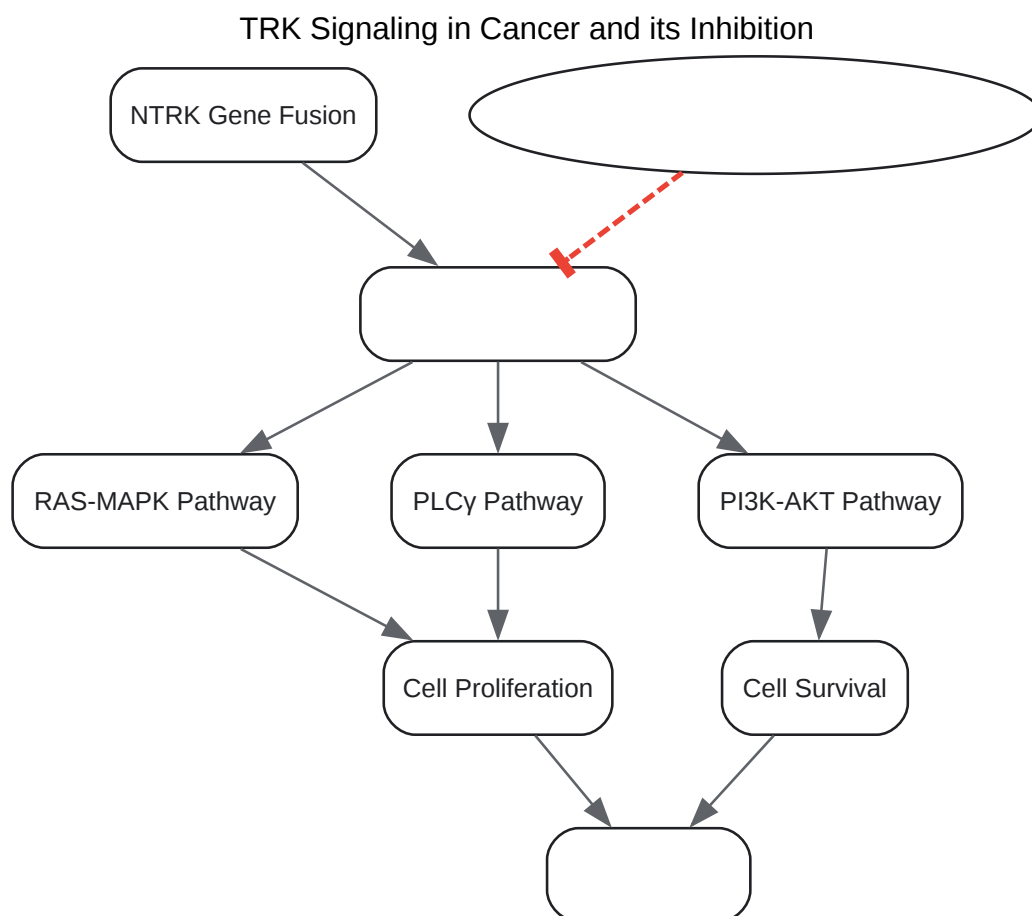 TRK Signaling in Cancer and its Inhibition
NTRK Gene Fusion
RAS-MAPK Pathway
PLCγ Pathway
PI3K-AKT Pathway
Cell Proliferation
Cell Survival